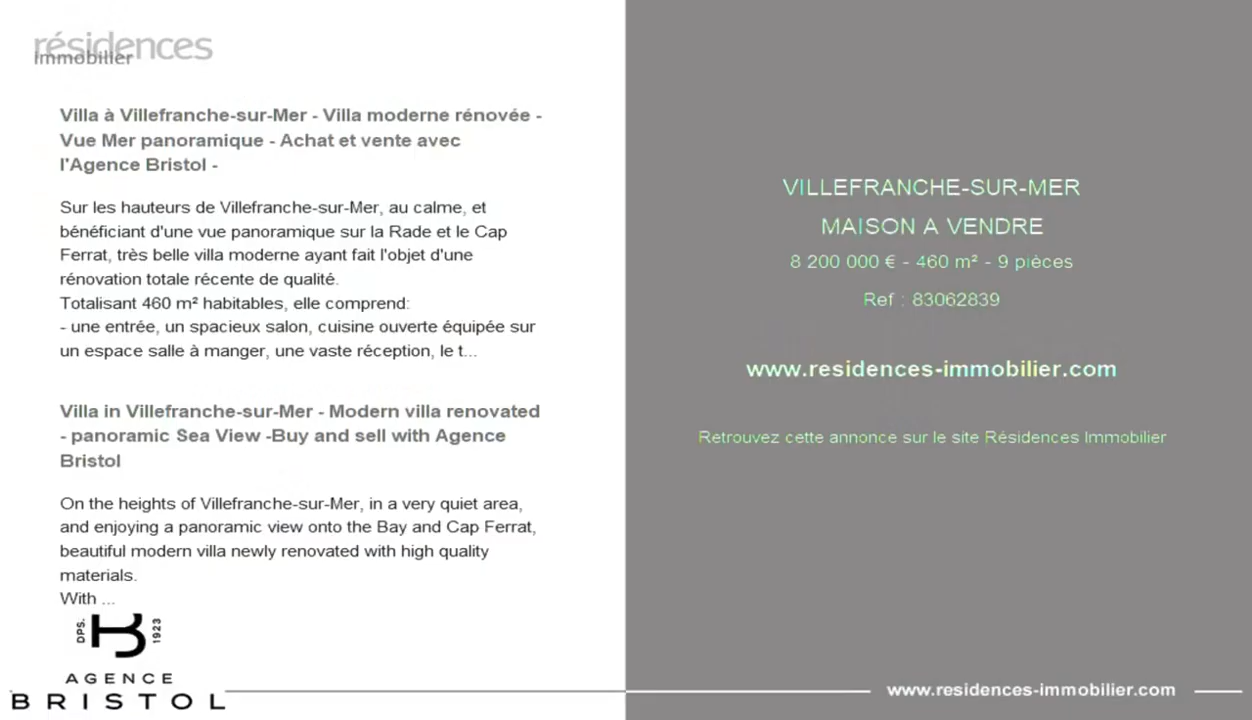 résidences
immobilier
Villa à Villefranche-sur-Mer - Villa moderne rénovée -
Vue Mer panoramique - Achat et vente avec
l'Agence Bristol -
Sur les hauteurs de Villefranche-sur-Mer, au calme, et
bénéficiant d'une vue panoramique sur la Rade et le Cap
Ferrat, très belle villa moderne ayant fait l'objet d'une
rénovation totale récente de qualité.
Totalisant 460 m² habitables, elle comprend:
- une entrée, un spacieux salon, cuisine ouverte équipée sur
un espace salle à manger, une vaste réception, le t...
Villa in Villefranche-sur-Mer - Modern villa renovated
- panoramic Sea View -Buy and sell with Agence
Bristol
On the heights of Villefranche-sur-Mer, in a very quiet area,
and enjoying a panoramic view onto the Bay and Cap Ferrat,
beautiful modern villa newly renovated with high quality
materials.
With ...
DPS. B 1923
AGENCE
BRISTOL
VILLEFRANCHE-SUR-MER
MAISON A VENDRE
8 200 000 € - 460 m² - 9 pièces
Ref : 83062839
www.residences-immobilier.com
Retrouvez cette annonce sur le site Résidences Immobilier
www.residences-immobilier.com